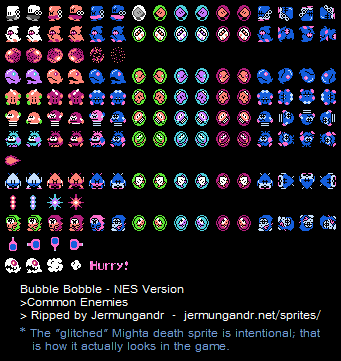 Hurry!
Bubble Bobble - NES Version
>Common Enemies
> Ripped by Jermungandr - jermungandr.net/sprites/
* The "glitched" Mighta death sprite is intentional; that
is how it actually looks in the game.